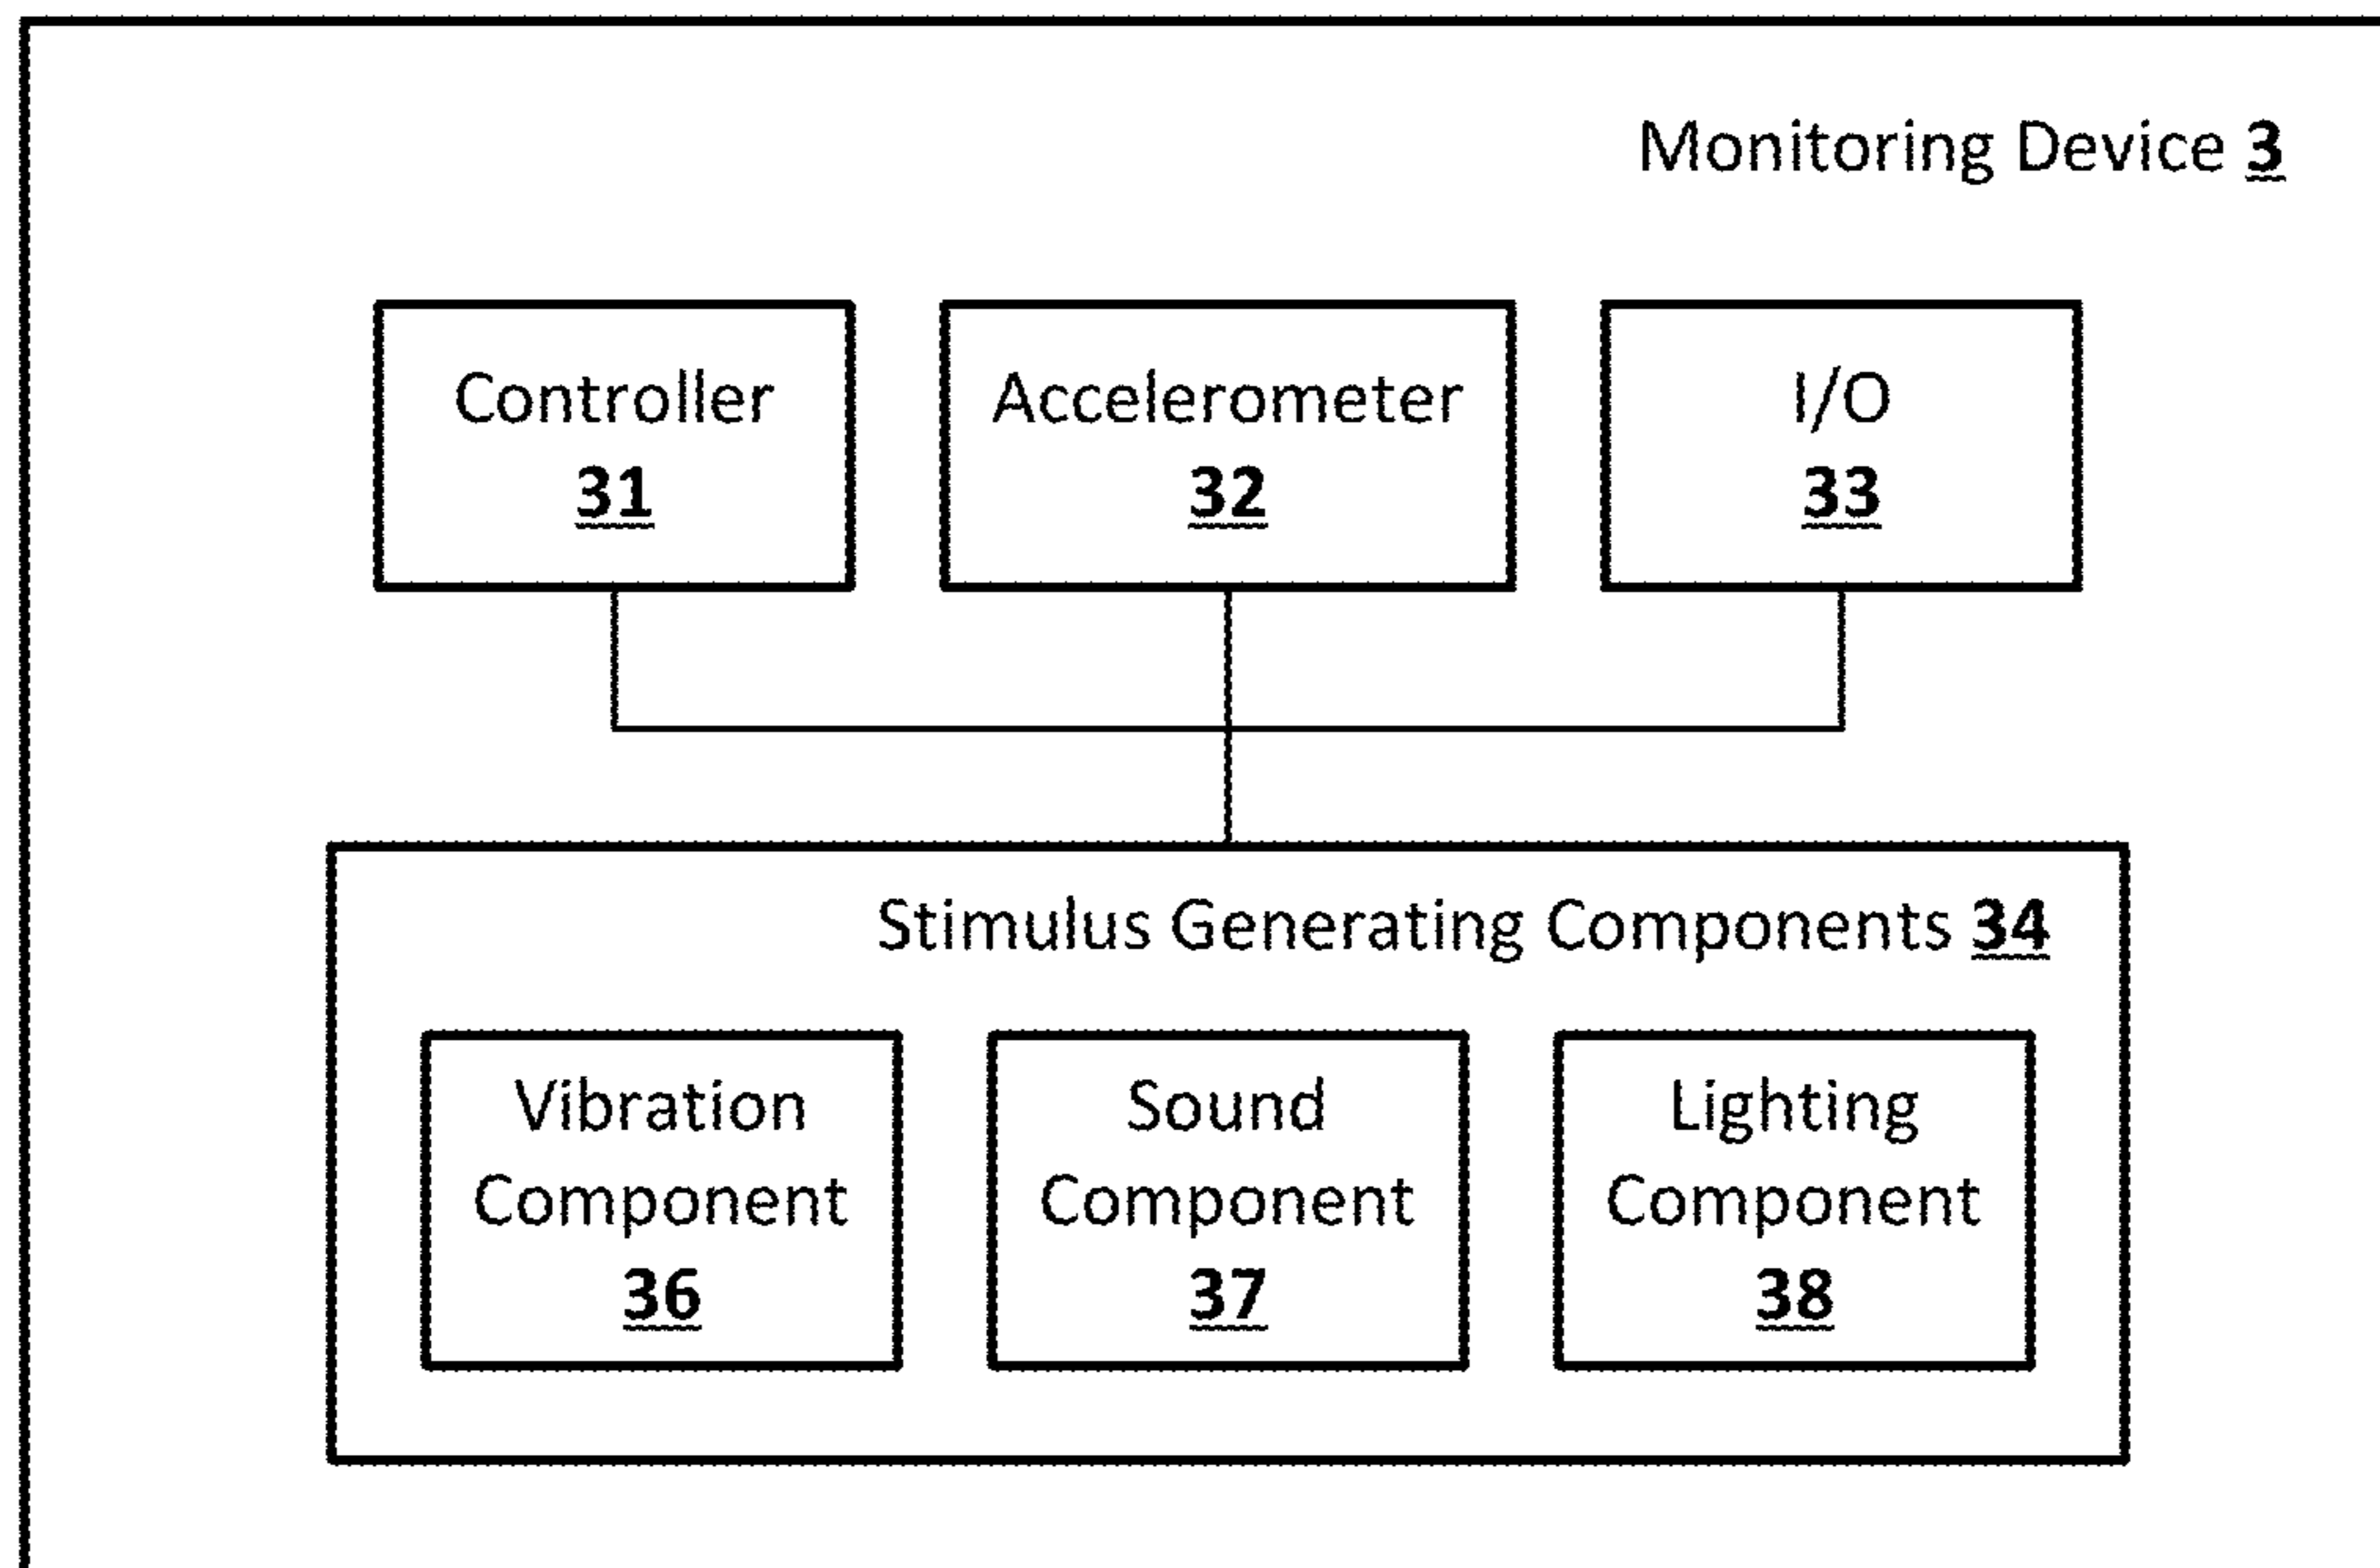 Monitoring Device 3
Controller
31
Accelerometer
32
I/O
33
Stimulus Generating Components 34
Vibration
Component
36
Sound
Component
37
Lighting
Component
38